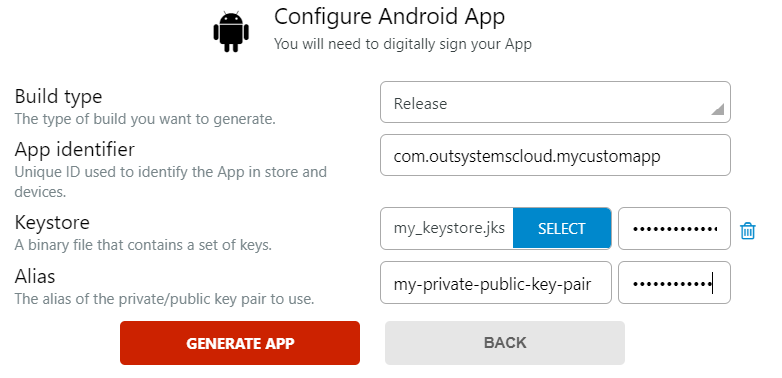 Configure Android App
You will need to digitally sign your App
Build type
The type of build you want to generate.
Release
App identifier
Unique ID used to identify the App in store and
devices.
com.outsystemscloud.mycustomapp
Keystore
A binary file that contains a set of keys.
my_keystore.jks SELECT •••••••••••••
Alias
The alias of the private/public key pair to use.
my-private-public-key-pair ••••••••••••
GENERATE APP BACK